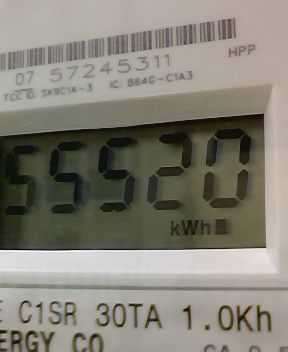 07 57245311
HPP
FCC ID: SK9C1A-3 IC: 864G-C1A3
55520
kWh
C1SR 30TA 1.0Kh
ERGY CO